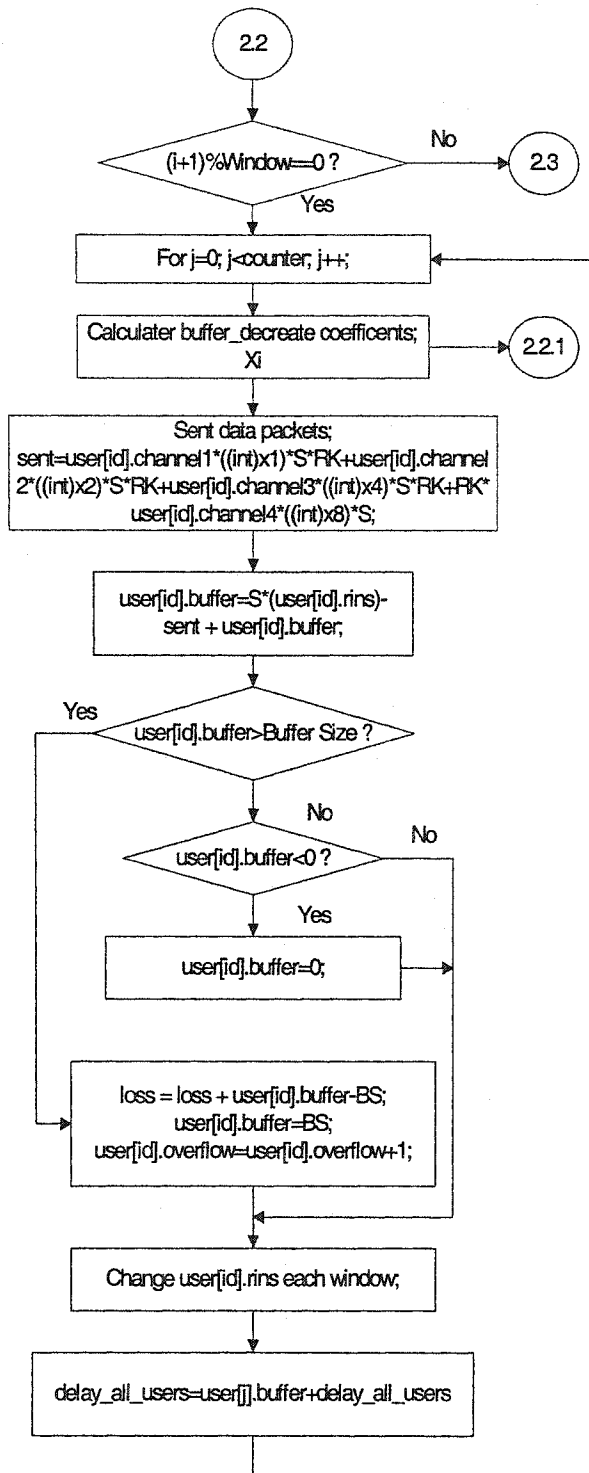 2.2
(i+1)%Window==0 ?
No
2.3
Yes
For j=0; j<counter; j++;
Calculater buffer_decreate coefficents;
Xi
2.2.1
Sent data packets;
sent=user[id].channel1*((int)x1)*S*RK+user[id].channel
2*((int)x2)*S*RK+user[id].channel3*((int)x4)*S*RK+RK*
user[id].channel4*((int)x8)*S;
user[id].buffer=S*(user[id].rins)-
sent + user[id].buffer;
Yes
user[id].buffer>Buffer Size ?
No
No
user[id].buffer<0 ?
Yes
user[id].buffer=0;
loss = loss + user[id].buffer-BS;
user[id].buffer=BS;
user[id].overflow=user[id].overflow+1;
Change user[id].rins each window;
delay_all_users=user[j].buffer+delay_all_users